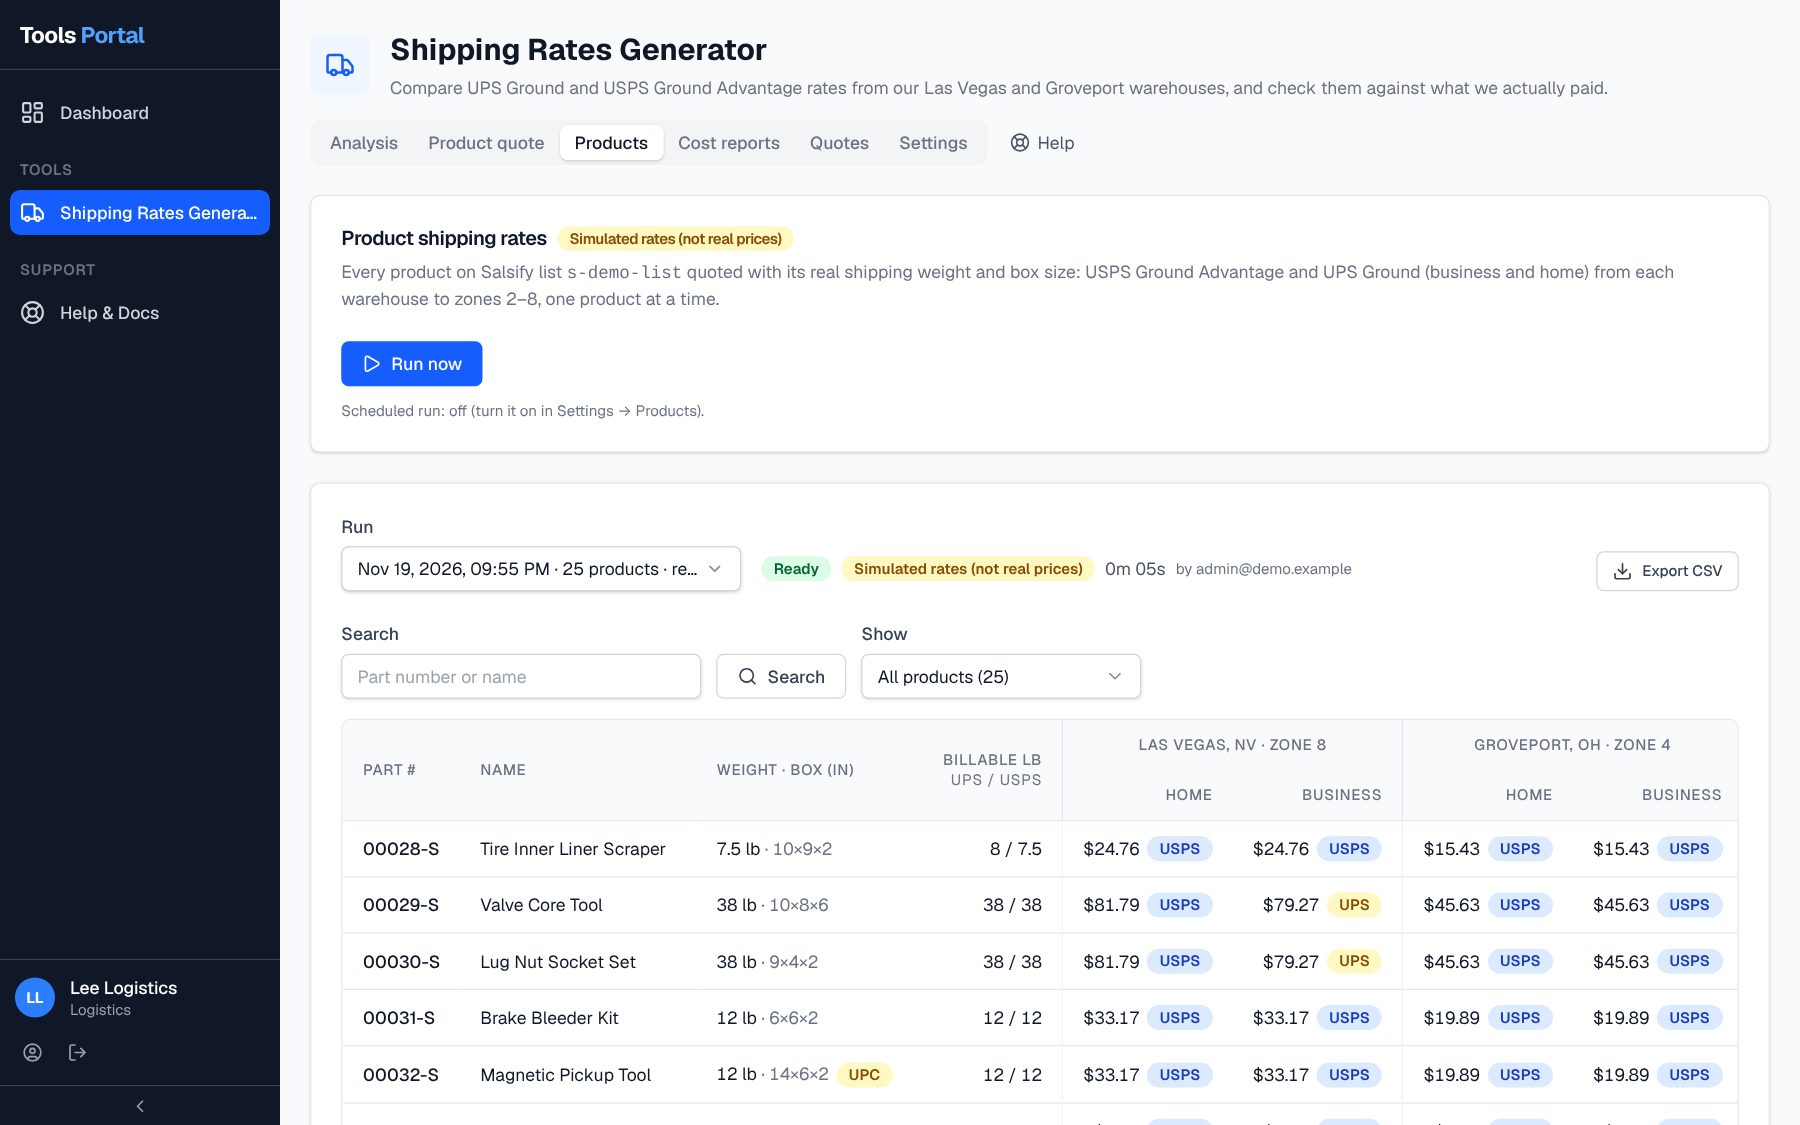 Tools Portal
Dashboard
TOOLS
Shipping Rates Genera...
SUPPORT
Help & Docs
LL
Lee Logistics
Logistics
Shipping Rates Generator
Compare UPS Ground and USPS Ground Advantage rates from our Las Vegas and Groveport warehouses, and check them against what we actually paid.
Analysis Product quote Products Cost reports Quotes Settings Help
Product shipping rates Simulated rates (not real prices)
Every product on Salsify list s-demo-list quoted with its real shipping weight and box size: USPS Ground Advantage and UPS Ground (business and home) from each
warehouse to zones 2–8, one product at a time.
Run now
Scheduled run: off (turn it on in Settings → Products).
Run
Nov 19, 2026, 09:55 PM · 25 products · re... Ready Simulated rates (not real prices) 0m 05s by admin@demo.example Export CSV
Search Show
Part number or name Search All products (25)
LAS VEGAS, NV · ZONE 8 GROVEPORT, OH · ZONE 4
PART # NAME WEIGHT · BOX (IN) BILLABLE LB
UPS / USPS
HOME BUSINESS HOME BUSINESS
00028-S Tire Inner Liner Scraper 7.5 lb · 10×9×2 8 / 7.5 $24.76 USPS $24.76 USPS $15.43 USPS $15.43 USPS
00029-S Valve Core Tool 38 lb · 10×8×6 38 / 38 $81.79 USPS $79.27 UPS $45.63 USPS $45.63 USPS
00030-S Lug Nut Socket Set 38 lb · 9×4×2 38 / 38 $81.79 USPS $79.27 UPS $45.63 USPS $45.63 USPS
00031-S Brake Bleeder Kit 12 lb · 6×6×2 12 / 12 $33.17 USPS $33.17 USPS $19.89 USPS $19.89 USPS
00032-S Magnetic Pickup Tool 12 lb · 14×6×2 UPC 12 / 12 $33.17 USPS $33.17 USPS $19.89 USPS $19.89 USPS